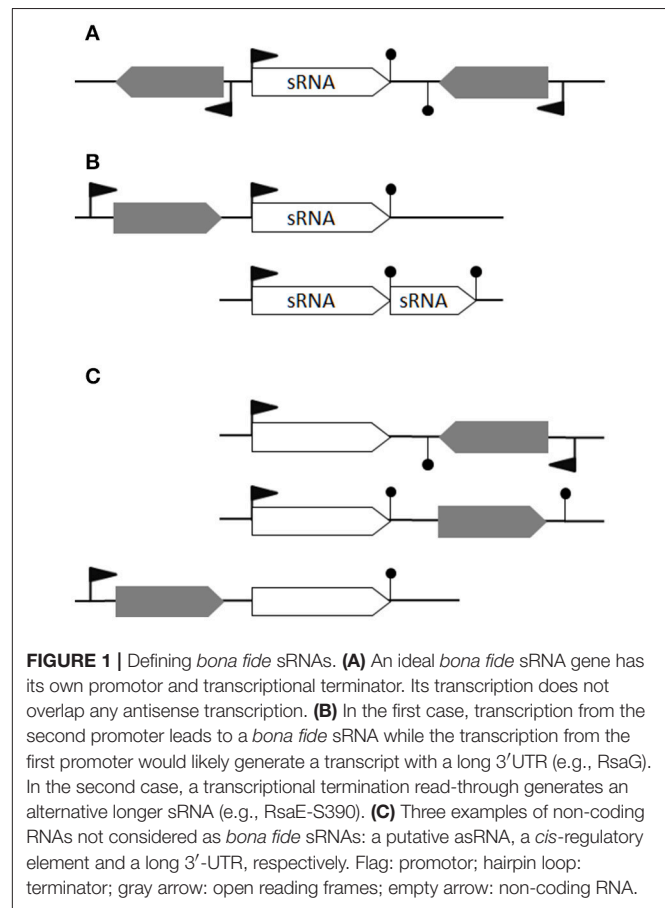 A
sRNA
B
sRNA
sRNA
sRNA
C
FIGURE 1 | Defining bona fide sRNAs. (A) An ideal bona fide sRNA gene has
its own promotor and transcriptional terminator. Its transcription does not
overlap any antisense transcription. (B) In the first case, transcription from the
second promoter leads to a bona fide sRNA while the transcription from the
first promoter would likely generate a transcript with a long 3′UTR (e.g., RsaG).
In the second case, a transcriptional termination read-through generates an
alternative longer sRNA (e.g., RsaE-S390). (C) Three examples of non-coding
RNAs not considered as bona fide sRNAs: a putative asRNA, a cis-regulatory
element and a long 3′-UTR, respectively. Flag: promotor; hairpin loop:
terminator; gray arrow: open reading frames; empty arrow: non-coding RNA.